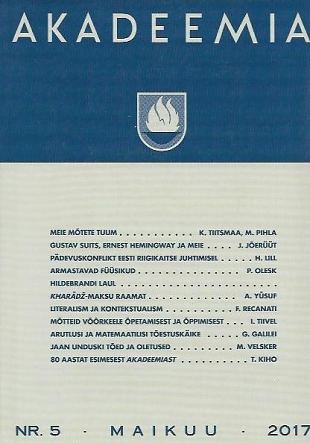 AKADEEMIA
MEIE MÕTETE TUUM . . . . . . . . . . . K. TIITSMAA, M. PIHLA
GUSTAV SUITS, ERNEST HEMINGWAY JA MEIE . . . . J. JÕERÜÜT
PÄDEVUSKONFLIKT EESTI RIIGIKAITSE JUHTIMISEL . . . . H. LILL
ARMASTAVAD FÜÜSIKUD . . . . . . . . . . . . P. OLESK
HILDEBRANDI LAUL . . . . . . . . . . . . . . . . . .
KHARĀDŽ-MAKSU RAAMAT . . . . . . . . . . . . A. YŪSUF
LITERALISM JA KONTEKSTUALISM . . . . . . . . F. RECANATI
MÕTTEID VÕÕRKEELE ÕPETAMISEST JA ÕPPIMISEST . . . I. TIIVEL
ARUTLUSI JA MATEMAATILISI TÕESTUSKÄIKE . . . . G. GALILEI
JAAN UNDUSKI TÕED JA OLETUSED . . . . . . . . M. VELSKER
80 AASTAT ESIMESEST AKADEEMIAST . . . . . . . . T. KIHO
NR. 5 · MAIKUU · 2017